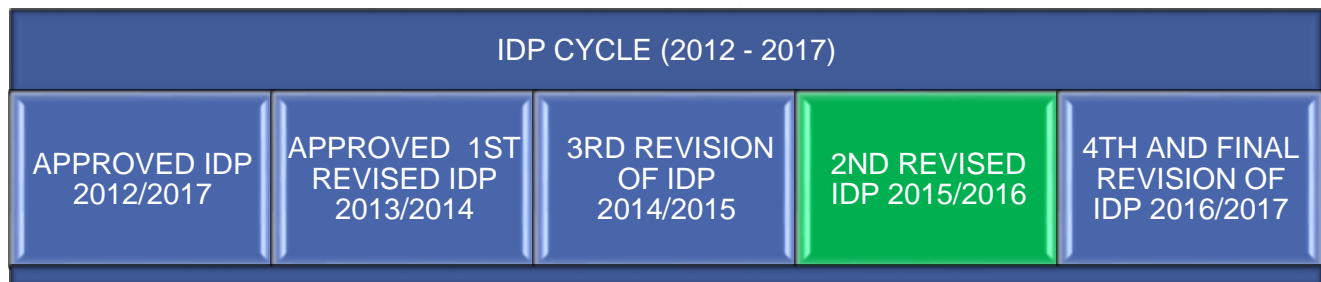 IDP CYCLE (2012 - 2017)
APPROVED IDP
2012/2017
APPROVED 1ST
REVISED IDP
2013/2014
3RD REVISION
OF IDP
2014/2015
2ND REVISED
IDP 2015/2016
4TH AND FINAL
REVISION OF
IDP 2016/2017